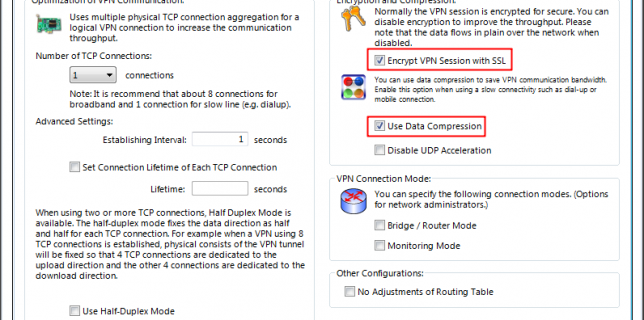 Optimization of VPN Communication:
Uses multiple physical TCP connection aggregation for a
logical VPN connection to increase the communication
throughput.
Number of TCP Connections:
1 connections
Note: It is recommend that about 8 connections for
broadband and 1 connection for slow line (e.g. dialup).
Advanced Settings:
Establishing Interval: 1 seconds
Set Connection Lifetime of Each TCP Connection
Lifetime: seconds
When using two or more TCP connections, Half Duplex Mode is
available. The half-duplex mode fixes the data direction as half
and half for each TCP connection. For example when a VPN using 8
TCP connections is established, physical consists of the VPN tunnel
will be fixed so that 4 TCP connections are dedicated to the
upload direction and the other 4 connections are dedicated to the
download direction.
Use Half-Duplex Mode
Encryption and Compression:
Normally the VPN session is encrypted for secure. You can
disable encryption to improve the throughput. Please
note that the data flows in plain over the network when
disabled.
Encrypt VPN Session with SSL
You can use data compression to save VPN communication bandwidth.
Enable this option when using a slow connectivity such as dial-up or
mobile connection.
Use Data Compression
Disable UDP Acceleration
VPN Connection Mode:
You can specify the following connection modes. (Options
for network administrators.)
Bridge / Router Mode
Monitoring Mode
Other Configurations:
No Adjustments of Routing Table